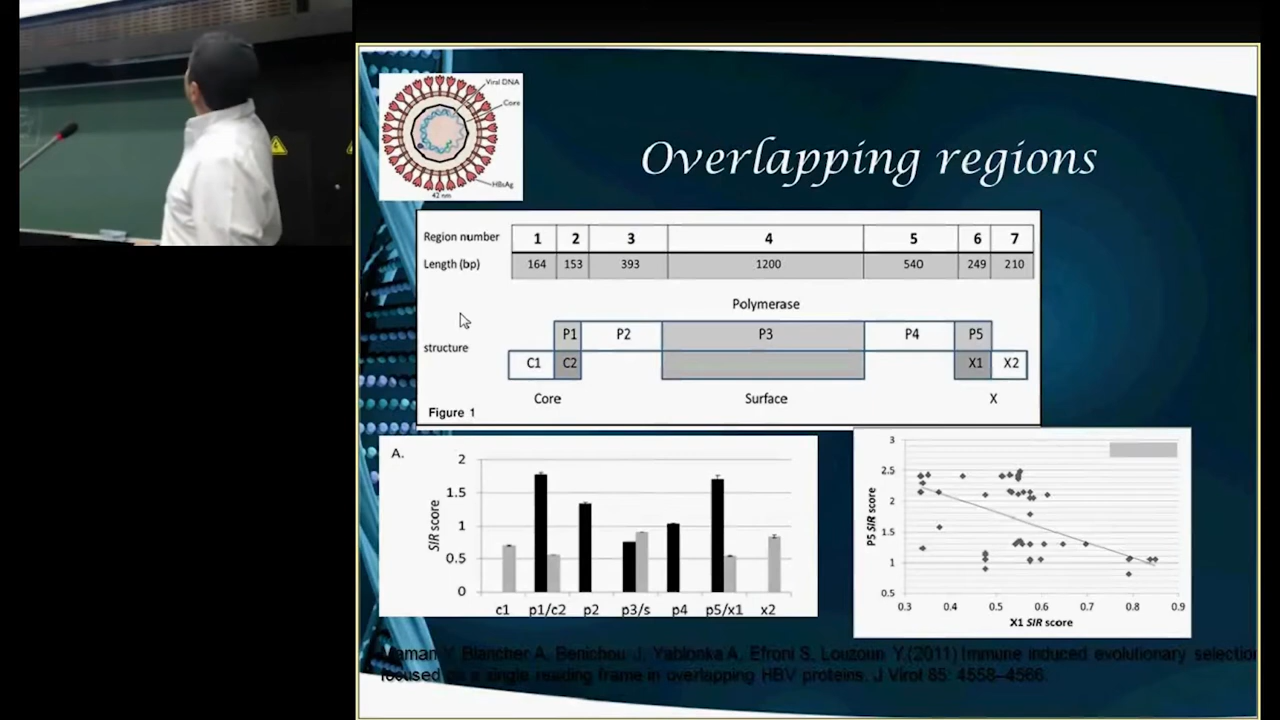 Viral DNA
Core
HBsAg
42 nm
Overlapping regions
Region number 1 2 3 4 5 6 7
Length (bp) 164 153 393 1200 540 249 210
Polymerase
P1 P2 P3 P4 P5
structure
C1 C2 X1 X2
Core Surface X
Figure 1
A.
2
1.5
1
0.5
0
SIR score
c1 p1/c2 p2 p3/s p4 p5/x1 x2
3
2.5
2
1.5
1
0.5
P5 SIR score
0.3 0.4 0.5 0.6 0.7 0.8 0.9
X1 SIR score
Y, Blancher A, Benichou J, Yablonka A, Efroni S, Louzoun Y.(2011) Immune induced evolutionary selection
focused on a single reading frame in overlapping HBV proteins. J Virol 85: 4558–4566.